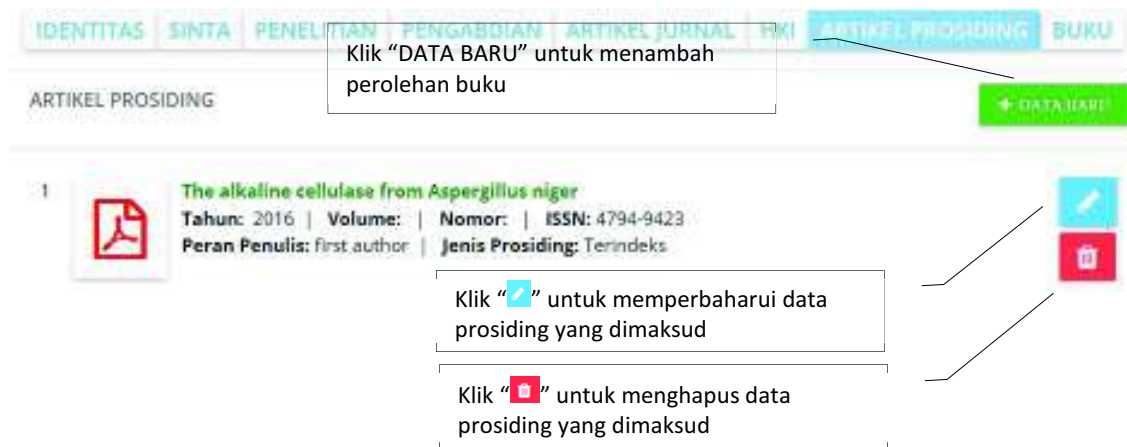 IDENTITAS SINTA PENELITIAN PENGABDIAN ARTIKEL JURNAL HKI ARTIKEL PROSIDING BUKU
Klik “DATA BARU” untuk menambah
perolehan buku
ARTIKEL PROSIDING
+ DATA BARU
1
The alkaline cellulase from Aspergillus niger
Tahun: 2016 | Volume: | Nomor: | ISSN: 4794-9423
Peran Penulis: first author | Jenis Prosiding: Terindeks
Klik “ ” untuk memperbaharui data
prosiding yang dimaksud
Klik “ ” untuk menghapus data
prosiding yang dimaksud